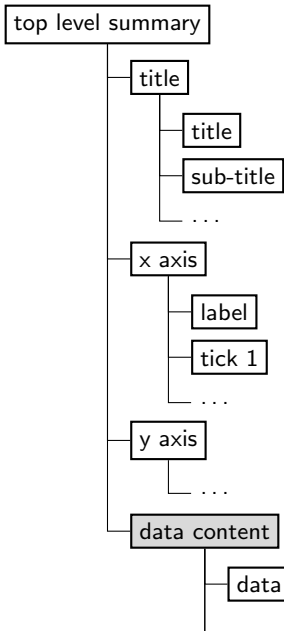 top level summary
title
title
sub-title
...
x axis
label
tick 1
...
y axis
...
data content
data